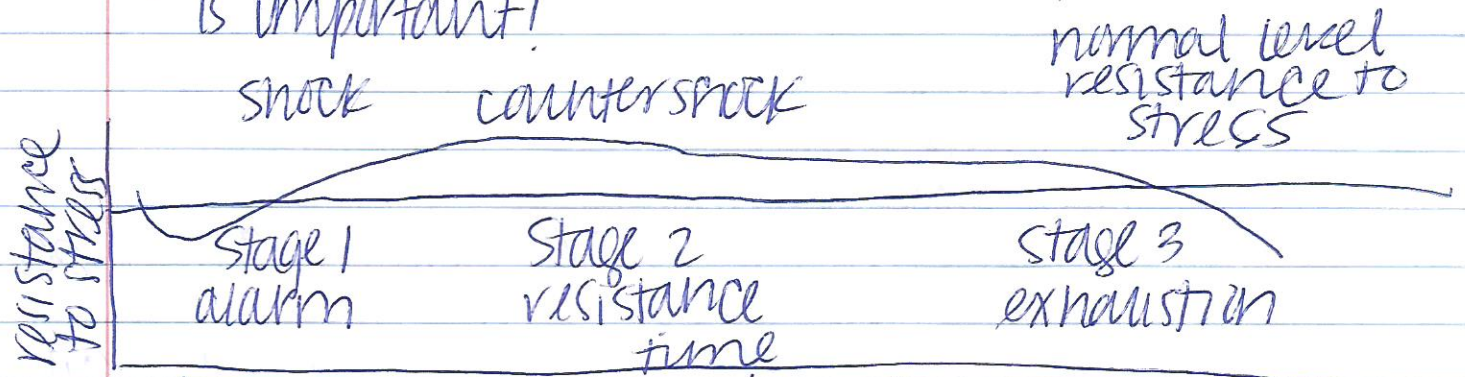 is important!
normal level
resistance to
stress
shock countershock
resistance
to stress
stage 1 stage 2 stage 3
alarm resistance exhaustion
time